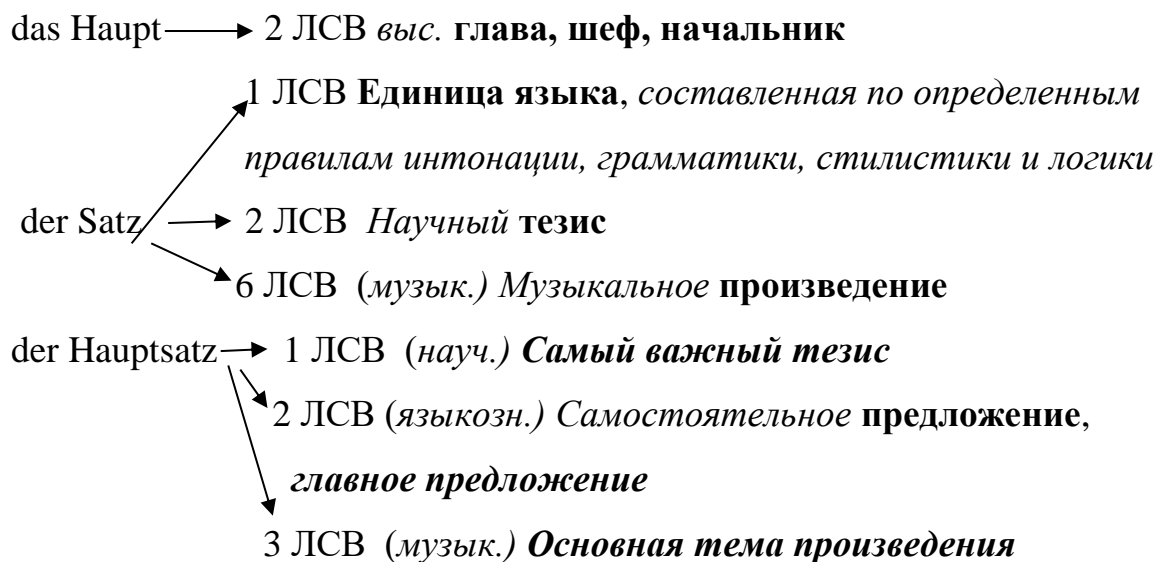 das Haupt 2 ЛСВ выс. глава, шеф, начальник
1 ЛСВ Единица языка, составленная по определенным
правилам интонации, грамматики, стилистики и логики
der Satz 2 ЛСВ Научный тезис
6 ЛСВ (музык.) Музыкальное произведение
der Hauptsatz 1 ЛСВ (науч.) Самый важный тезис
2 ЛСВ (языкозн.) Самостоятельное предложение,
главное предложение
3 ЛСВ (музык.) Основная тема произведения